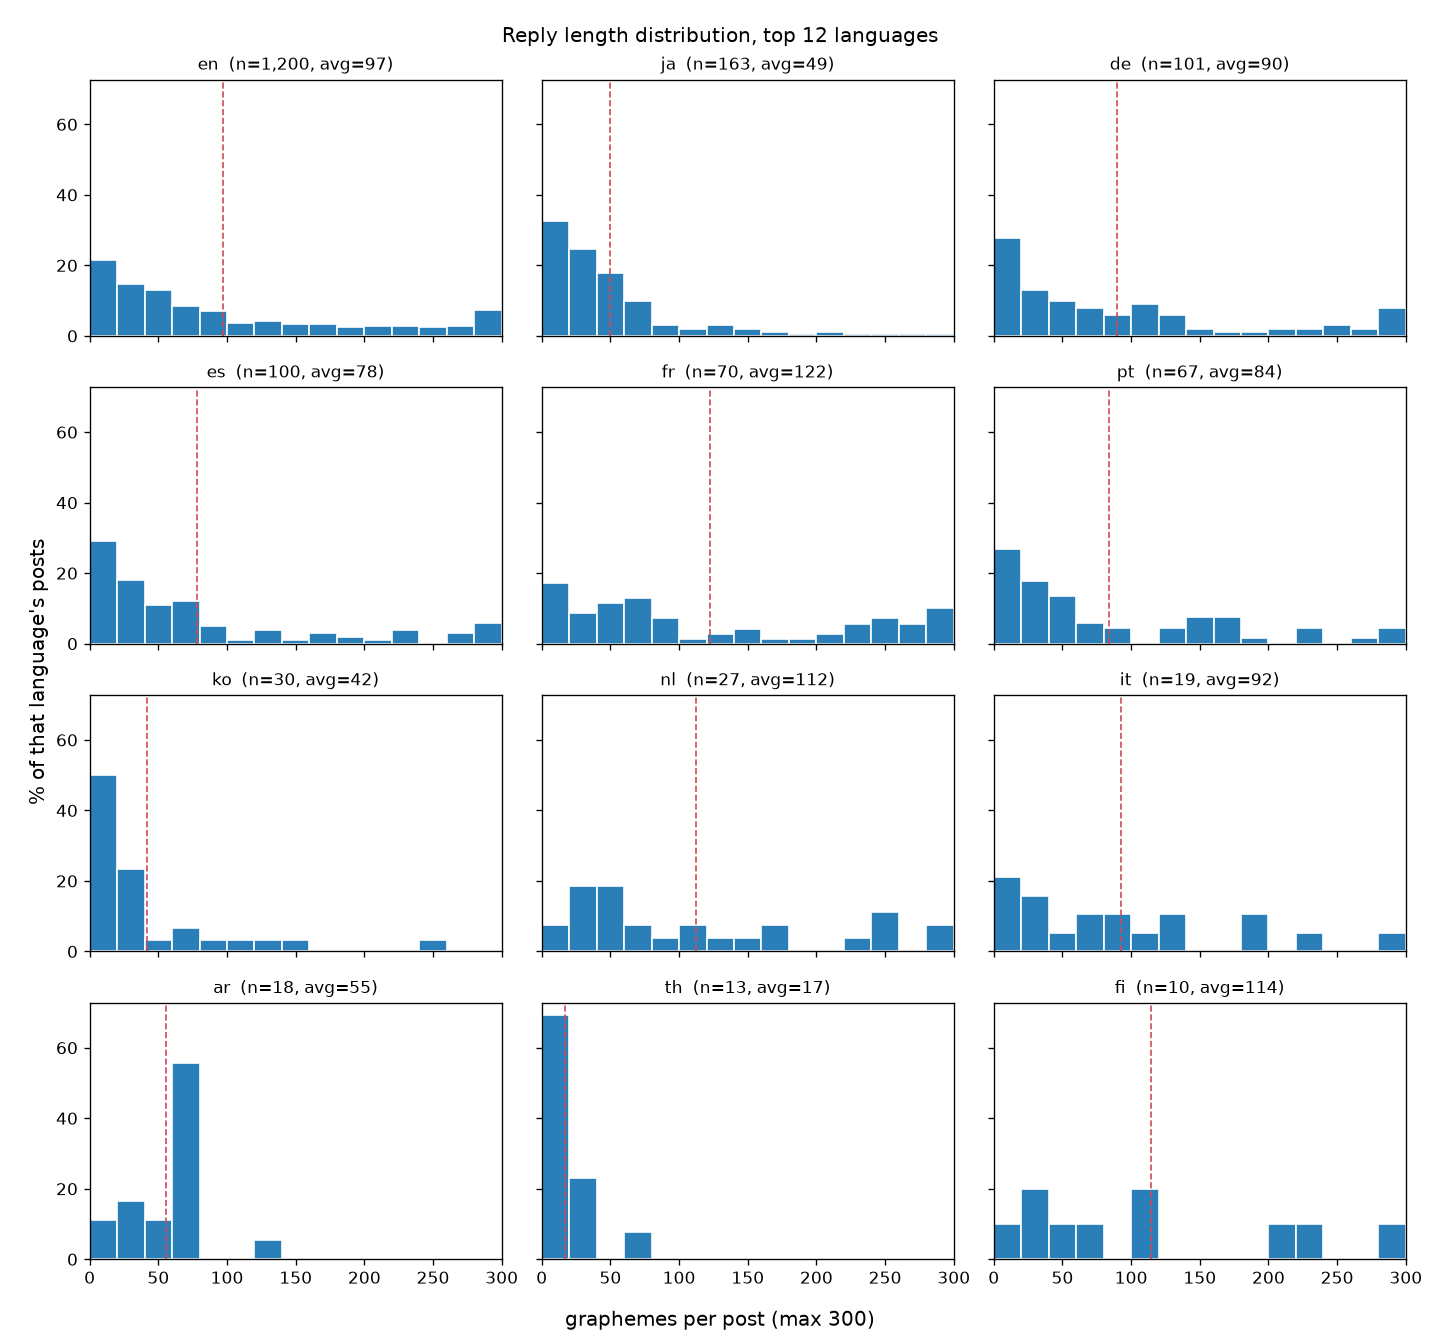 Reply length distribution, top 12 languages
en (n=1,200, avg=97)
ja (n=163, avg=49)
de (n=101, avg=90)
60
40
20
0
es (n=100, avg=78)
fr (n=70, avg=122)
pt (n=67, avg=84)
60
40
20
0
ko (n=30, avg=42)
nl (n=27, avg=112)
it (n=19, avg=92)
60
40
20
0
ar (n=18, avg=55)
th (n=13, avg=17)
fi (n=10, avg=114)
60
40
20
0
0 50 100 150 200 250 300
0 50 100 150 200 250 300
0 50 100 150 200 250 300
% of that language's posts
graphemes per post (max 300)